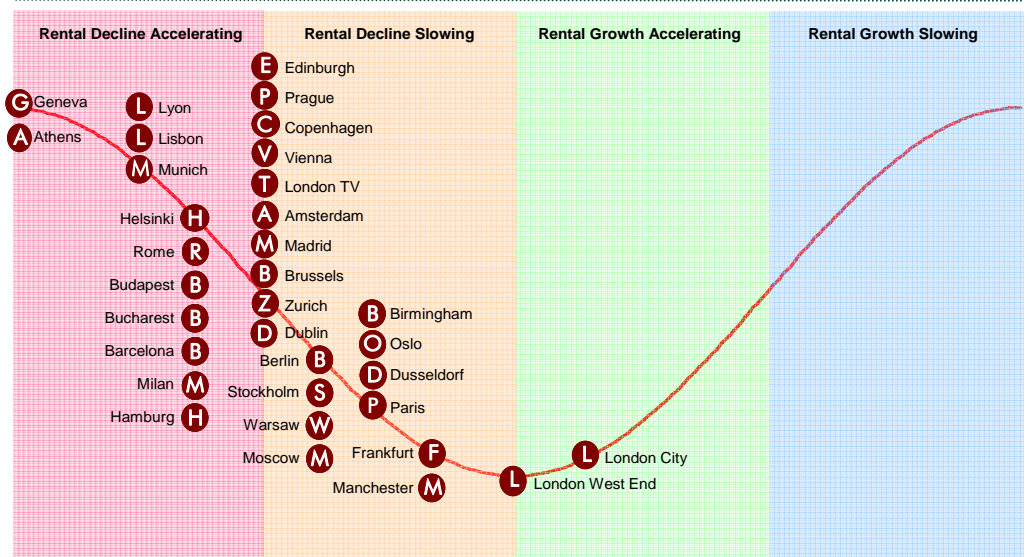 Rental Decline Accelerating
Rental Decline Slowing
Rental Growth Accelerating
Rental Growth Slowing
G Geneva
A Athens
L Lyon
L Lisbon
M Munich
Helsinki H
Rome R
Budapest B
Bucharest B
Barcelona B
Milan M
Hamburg H
E Edinburgh
P Prague
C Copenhagen
V Vienna
T London TV
A Amsterdam
M Madrid
B Brussels
Z Zurich
D Dublin
Berlin B
Stockholm S
Warsaw W
Moscow M
B Birmingham
O Oslo
D Dusseldorf
P Paris
Frankfurt F
Manchester M
L London West End
L London City